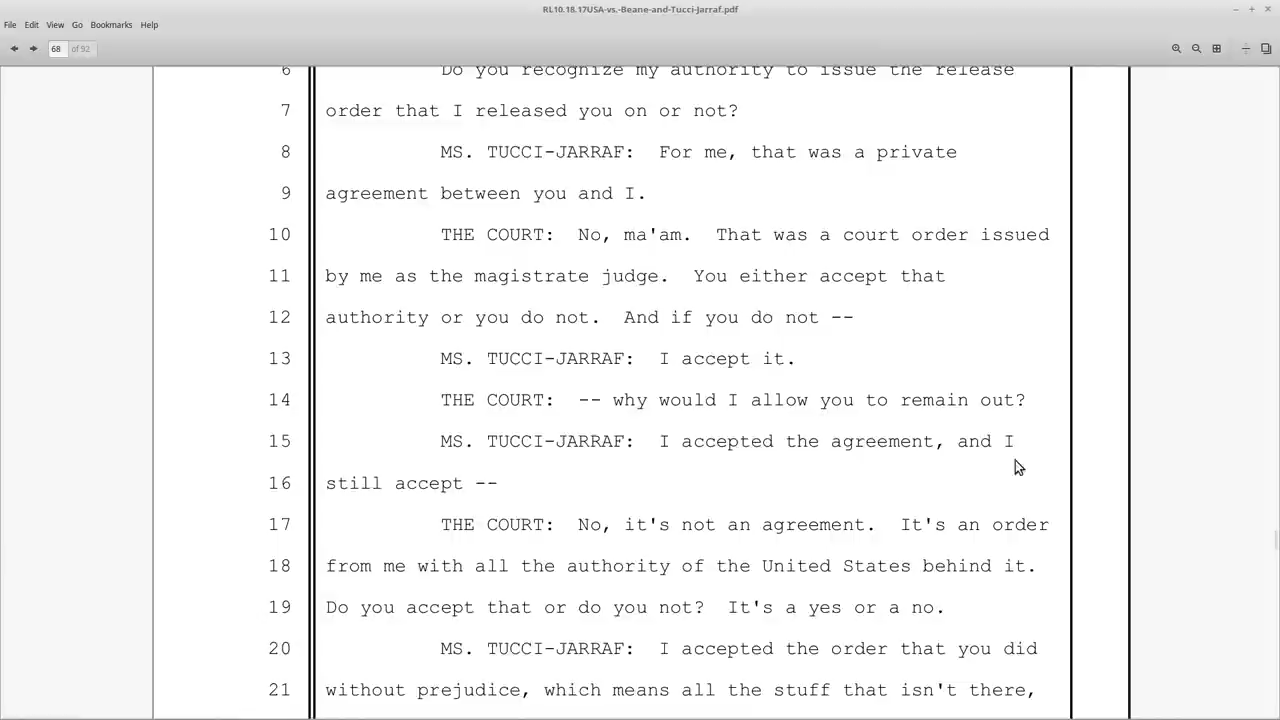 RL10.18.17USA-vs.-Beane-and-Tucci-Jarraf.pdf
File Edit View Go Bookmarks Help
68 of 92
6 Do you recognize my authority to issue the release
7 order that I released you on or not?
8 MS. TUCCI-JARRAF: For me, that was a private
9 agreement between you and I.
10 THE COURT: No, ma'am. That was a court order issued
11 by me as the magistrate judge. You either accept that
12 authority or you do not. And if you do not --
13 MS. TUCCI-JARRAF: I accept it.
14 THE COURT: -- why would I allow you to remain out?
15 MS. TUCCI-JARRAF: I accepted the agreement, and I
16 still accept --
17 THE COURT: No, it's not an agreement. It's an order
18 from me with all the authority of the United States behind it.
19 Do you accept that or do you not? It's a yes or a no.
20 MS. TUCCI-JARRAF: I accepted the order that you did
21 without prejudice, which means all the stuff that isn't there,